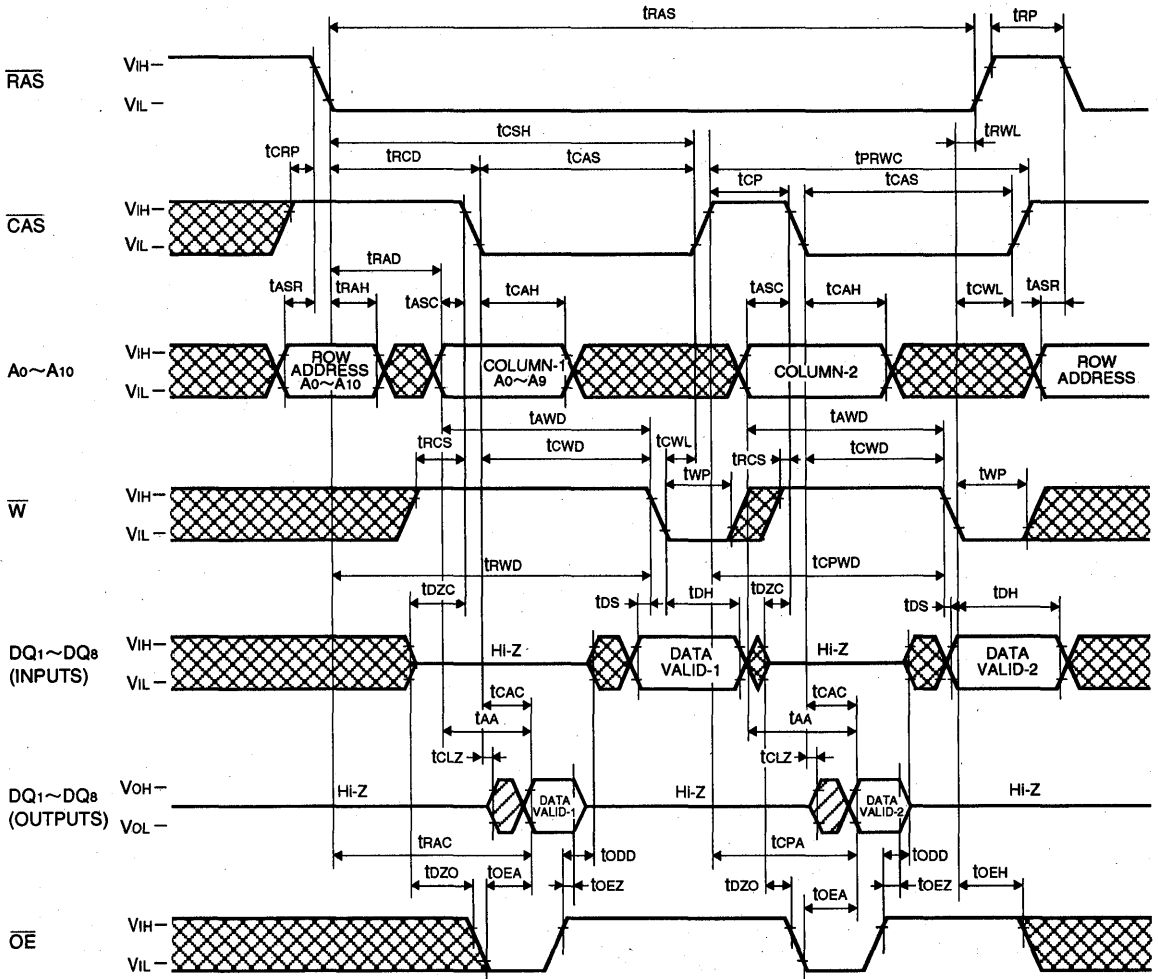 tRAS tRP
RAS VIH
VIL
tRWL
tCSH
tCRP tRCD tCAS tPRWC
tCP tCAS
CAS VIH
VIL
tRAD
tASR tRAH tASC tCAH tASC tCAH tCWL tASR
A0~A10 VIH
VIL
ROW ADDRESS A0~A10
COLUMN-1 A0~A9
COLUMN-2
ROW ADDRESS
tAWD tAWD
tRCS tCWD tCWL tRCS tCWD
tWP tWP
W VIH
VIL
tRWD tCPWD
tDZC tDS tDH tDZC tDS tDH
DQ1~DQ8 (INPUTS) VIH
VIL
Hi-Z
DATA VALID-1
Hi-Z
DATA VALID-2
tCAC tCAC
tAA tAA
tCLZ tCLZ
DQ1~DQ8 (OUTPUTS) VOH
VOL
Hi-Z
DATA VALID-1
Hi-Z
DATA VALID-2
Hi-Z
tRAC tODD tCPA tODD
tDZO tOEA tOEZ tDZO tOEA tOEZ tOEH
OE VIH
VIL